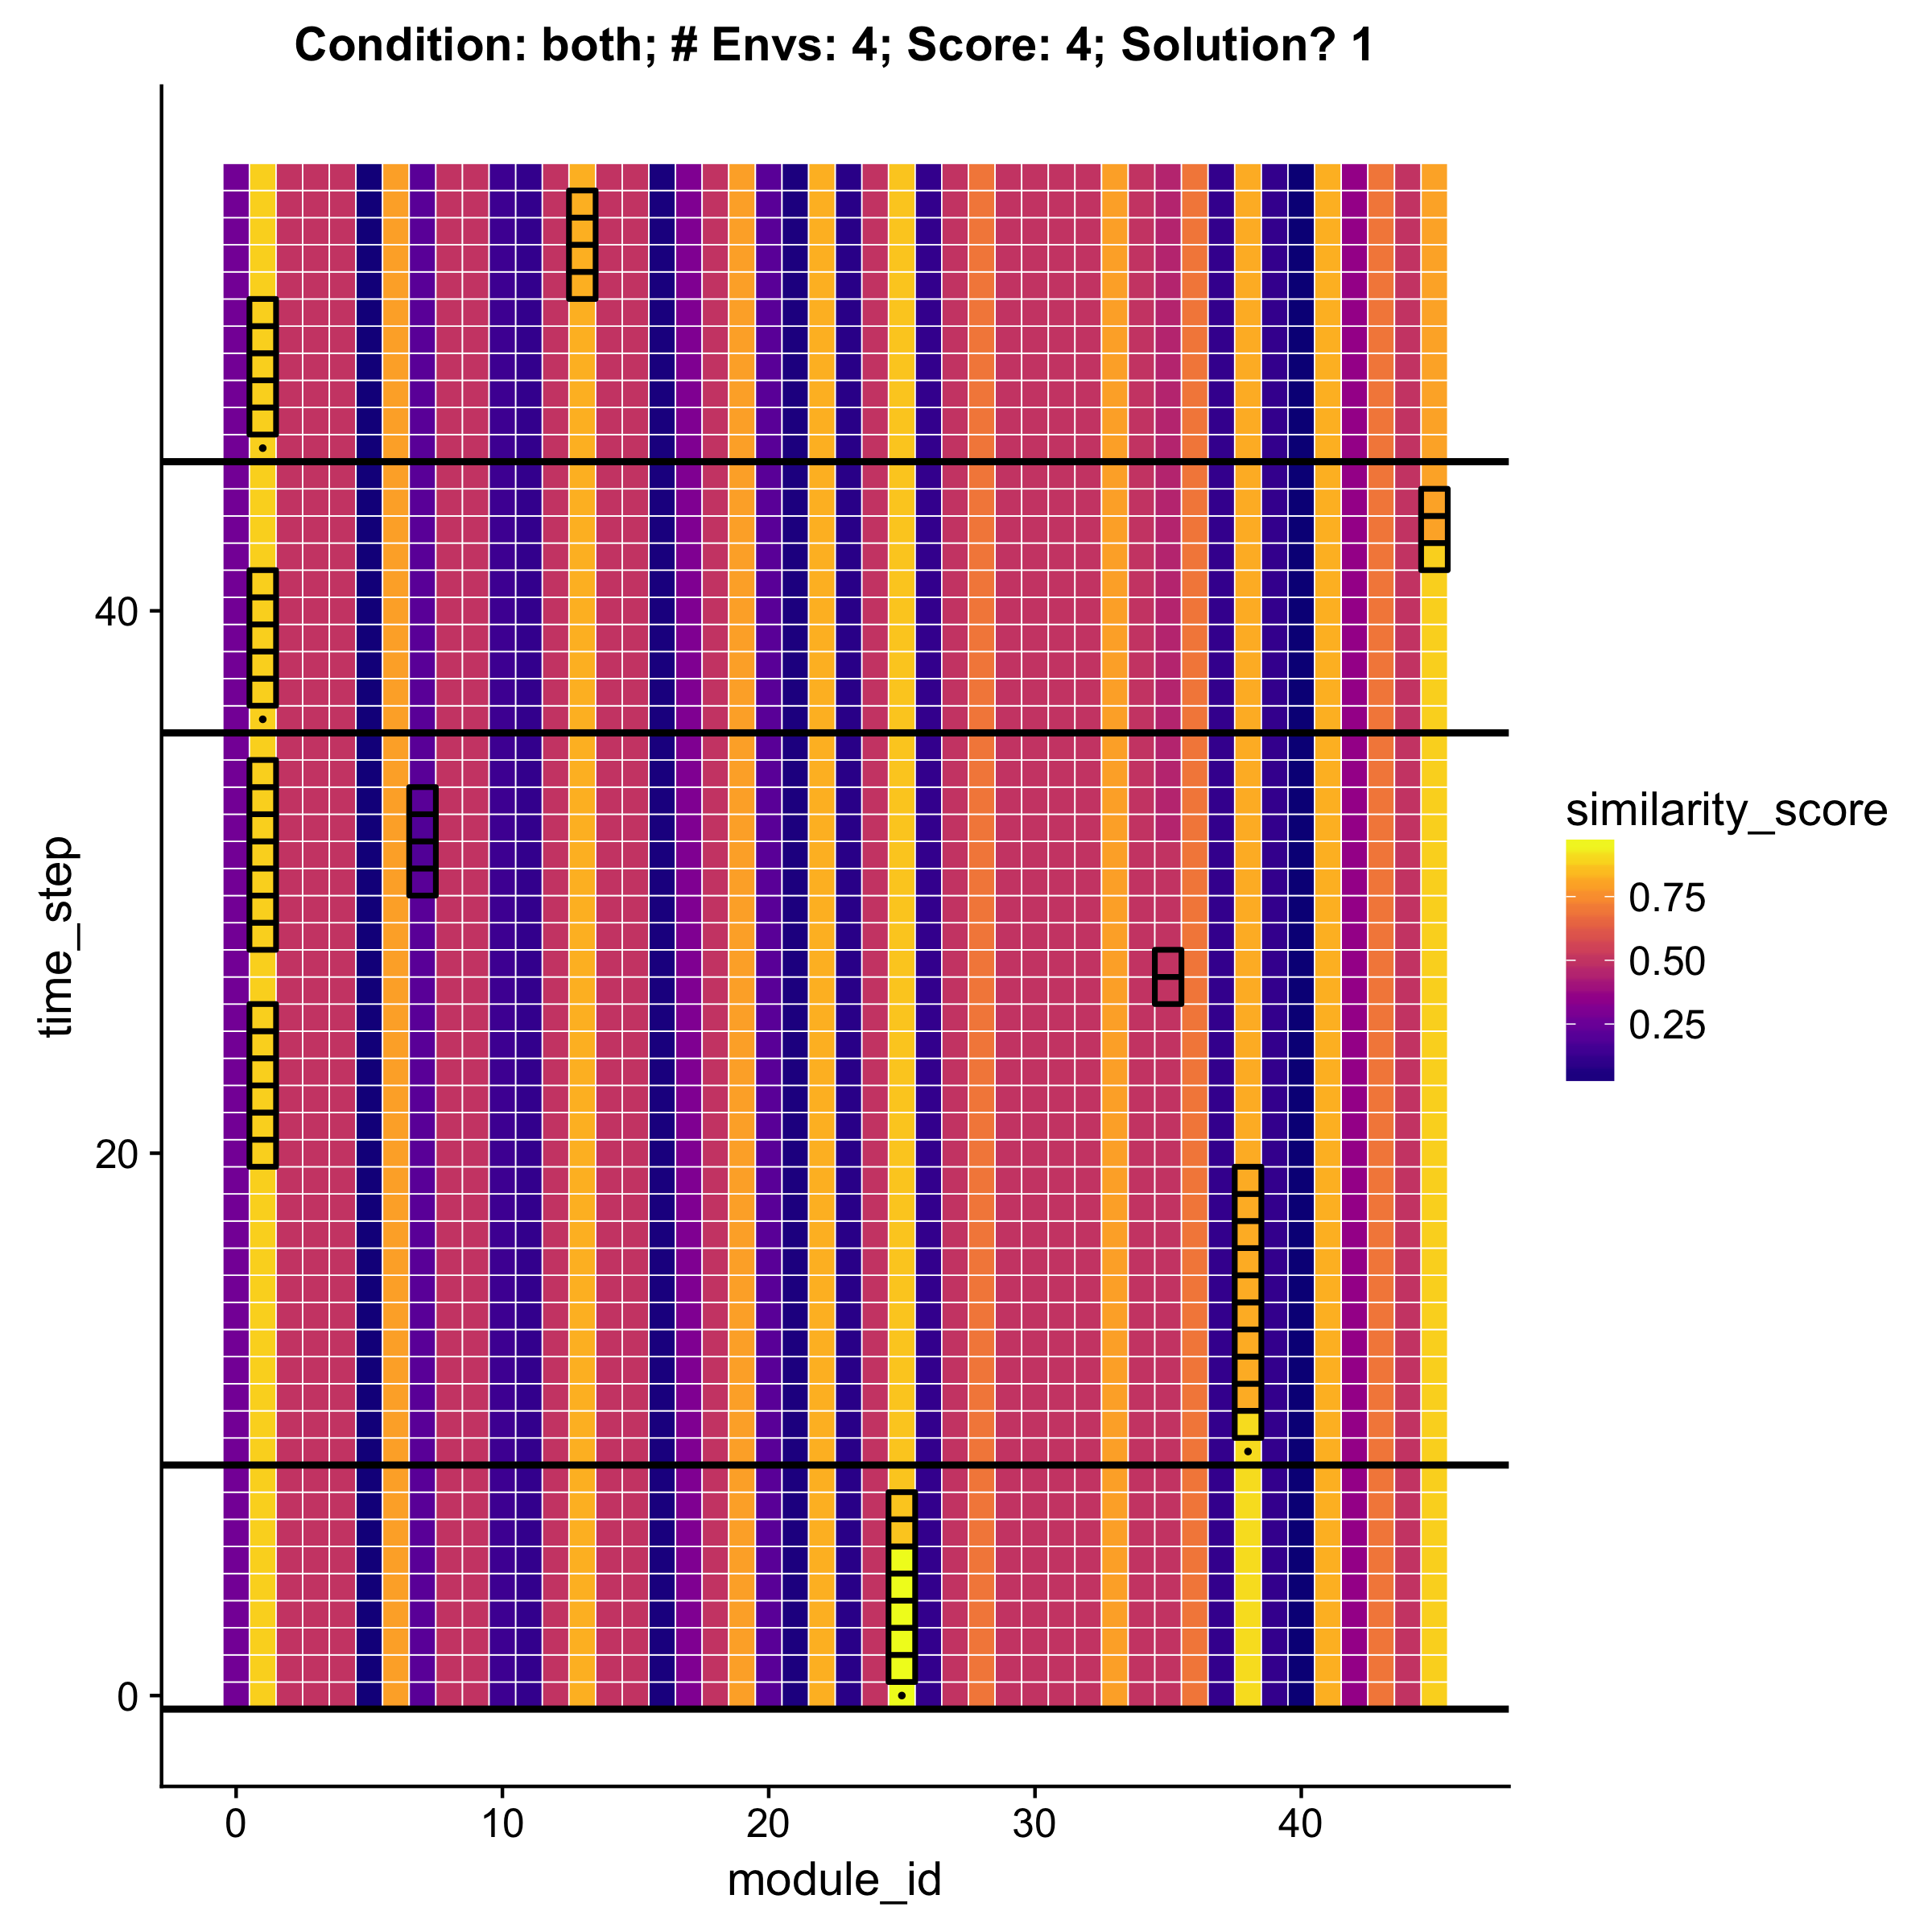 Condition: both; # Envs: 4; Score: 4; Solution? 1
time_step
40
20
0
0
10
20
30
40
module_id
similarity_score
0.75
0.50
0.25